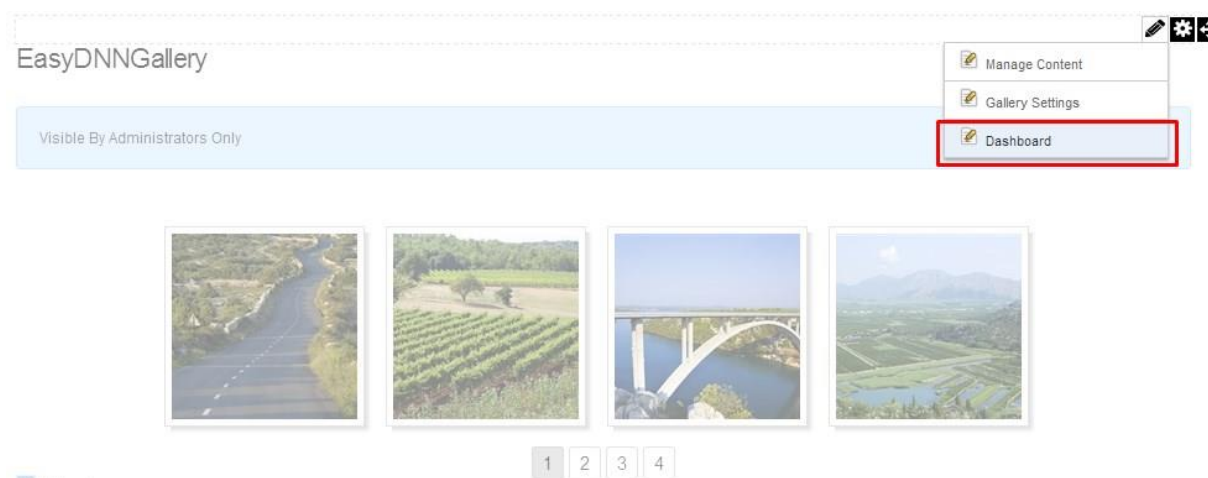 EasyDNNGallery
Manage Content
Gallery Settings
Dashboard
Visible By Administrators Only
1 2 3 4